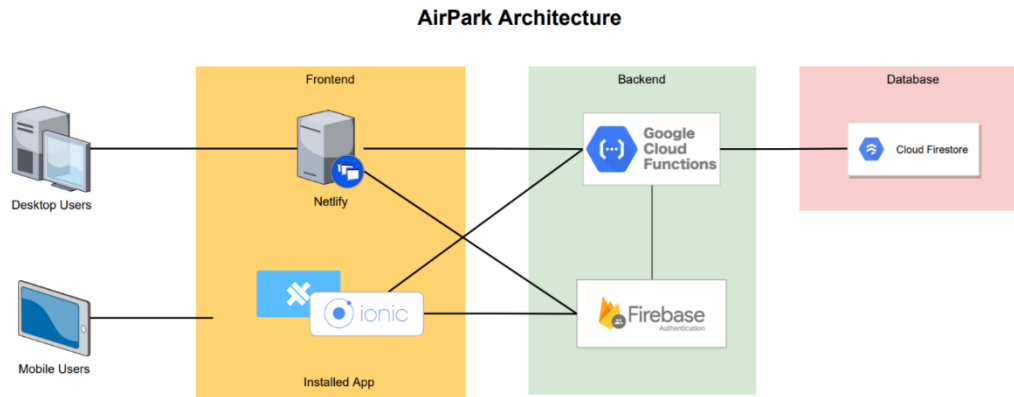 AirPark Architecture
Frontend
Backend
Database
Google
Cloud
Functions
Cloud Firestore
Desktop Users
Netlify
ionic
Firebase
Authentication
Mobile Users
Installed App